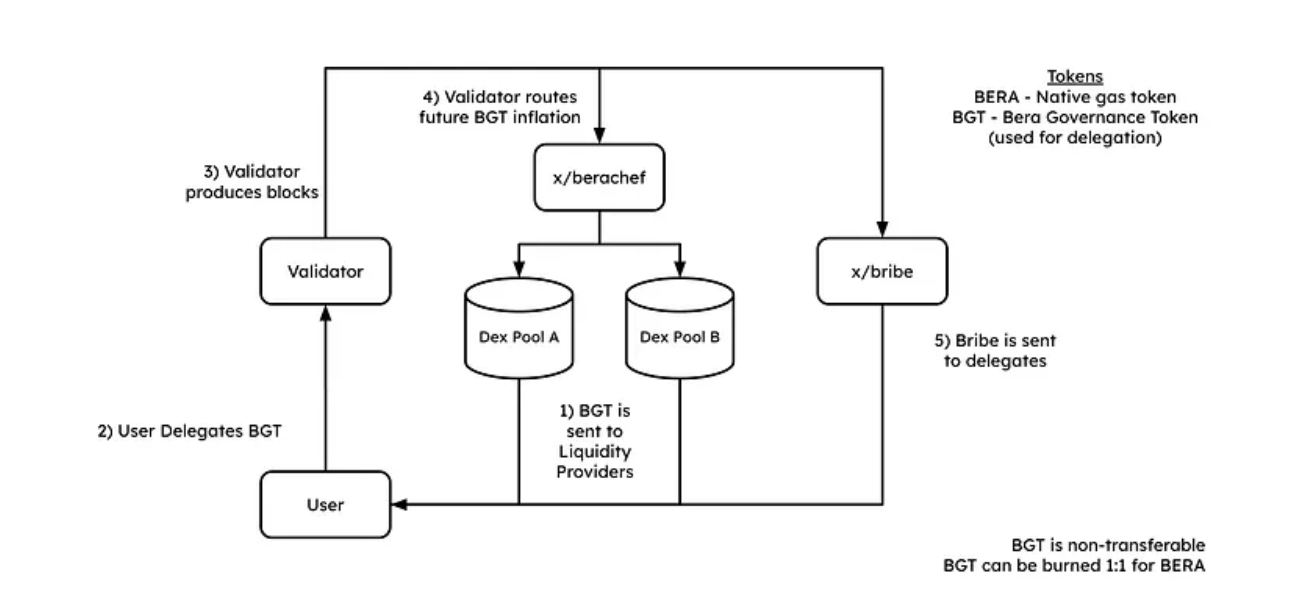 4) Validator routes
future BGT inflation
Tokens
BERA - Native gas token
BGT - Bera Governance Token
(used for delegation)
3) Validator
produces blocks
x/berachef
Validator
x/bribe
Dex Pool A
Dex Pool B
5) Bribe is sent
to delegates
1) BGT is
sent to
Liquidity
Providers
2) User Delegates BGT
User
BGT is non-transferable
BGT can be burned 1:1 for BERA